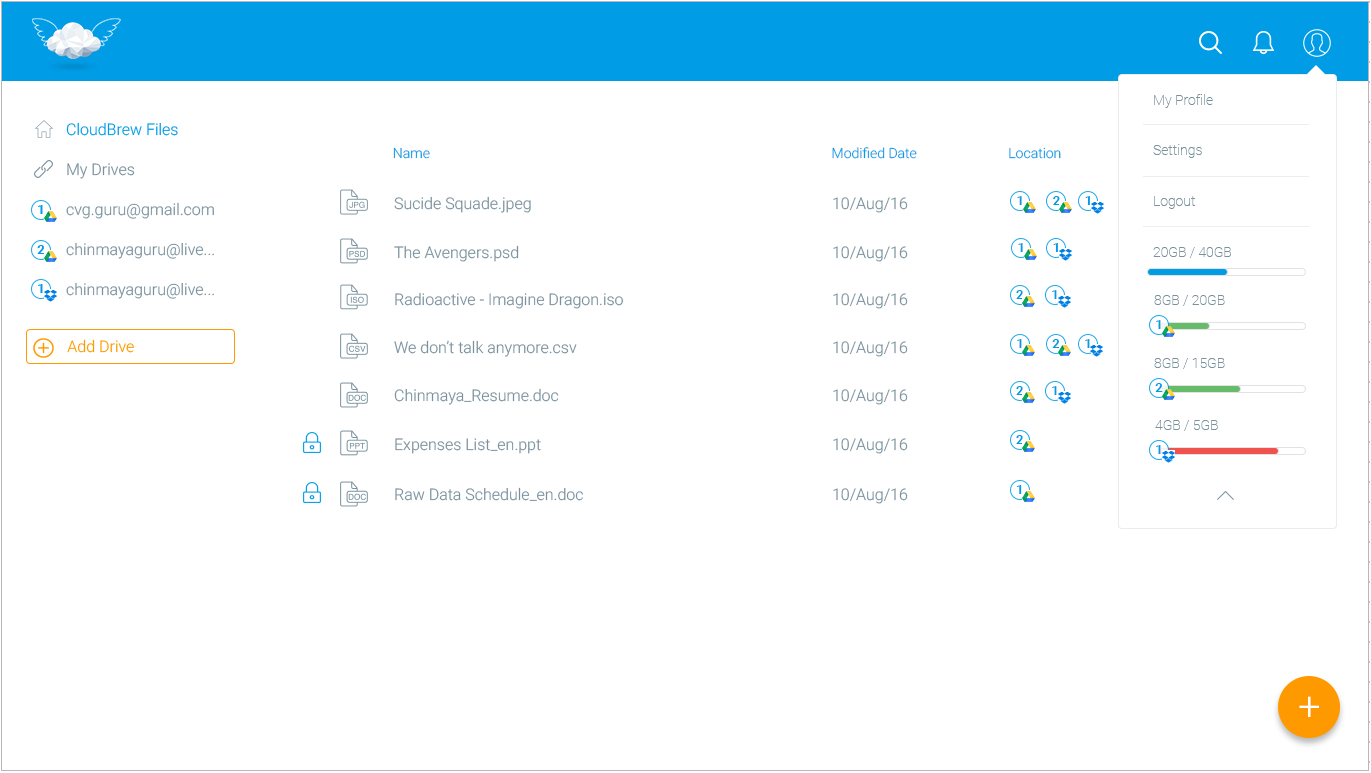 My Profile
CloudBrew Files
Name
Modified Date
Location
Settings
My Drives
JPG
Sucide Squade.jpeg
10/Aug/16
1
2
1
Logout
1
cvg.guru@gmail.com
PSD
The Avengers.psd
10/Aug/16
1
1
20GB / 40GB
2
chinmayaguru@live...
ISO
Radioactive - Imagine Dragon.iso
10/Aug/16
2
1
8GB / 20GB
1
1
chinmayaguru@live...
Add Drive
CSV
We don't talk anymore.csv
10/Aug/16
1
2
1
8GB / 15GB
2
DOC
Chinmaya_Resume.doc
10/Aug/16
2
1
4GB / 5GB
1
PPT
Expenses List_en.ppt
10/Aug/16
2
DOC
Raw Data Schedule_en.doc
10/Aug/16
1